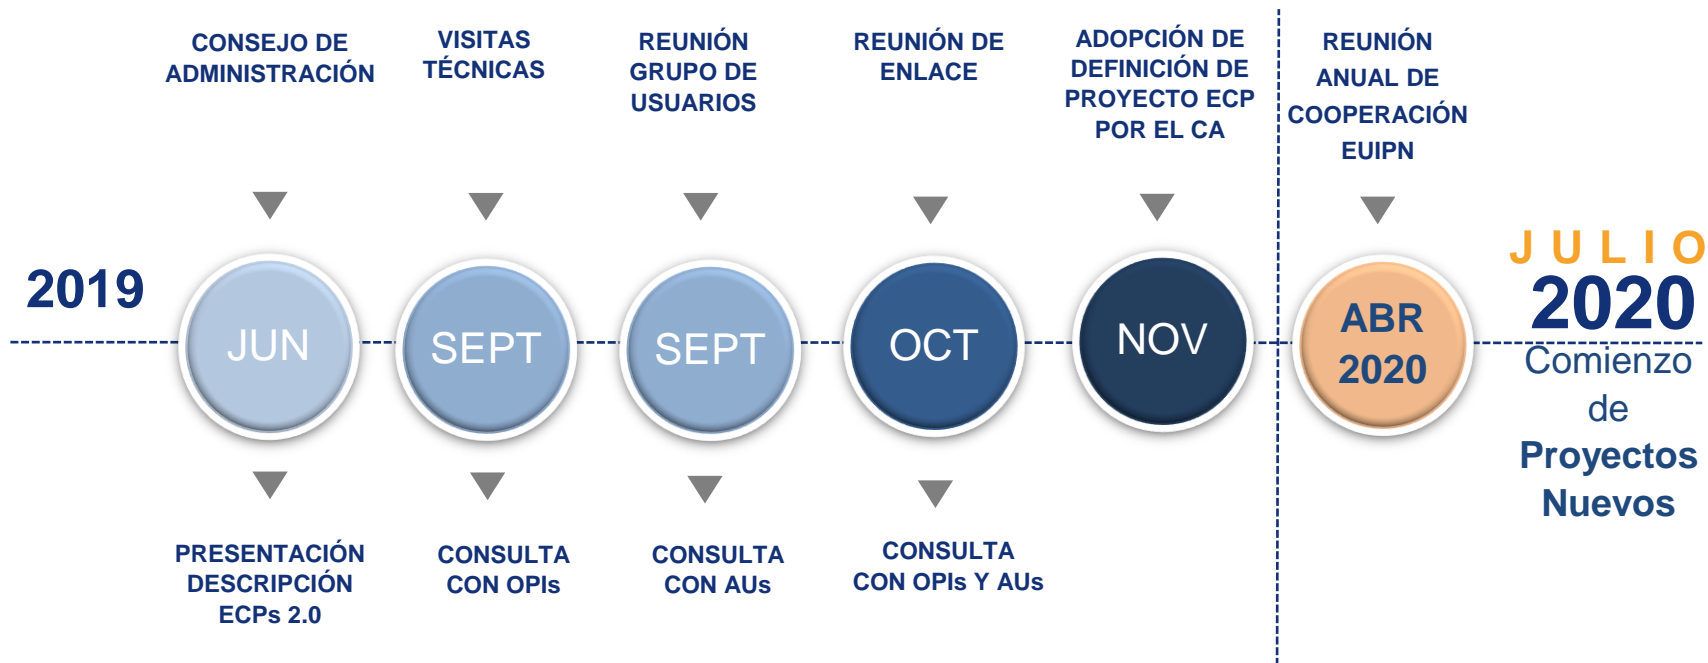 CONSEJO DE
ADMINISTRACIÓN
VISITAS
TÉCNICAS
REUNIÓN
GRUPO DE
USUARIOS
REUNIÓN DE
ENLACE
ADOPCIÓN DE
DEFINICIÓN DE
PROYECTO ECP
POR EL CA
REUNIÓN
ANUAL DE
COOPERACIÓN
EUIPN
2019
JUN
SEPT
SEPT
OCT
NOV
ABR
2020
JULIO
2020
Comienzo
de
Proyectos
Nuevos
PRESENTACIÓN
DESCRIPCIÓN
ECPs 2.0
CONSULTA
CON OPIs
CONSULTA
CON AUs
CONSULTA
CON OPIs Y AUs